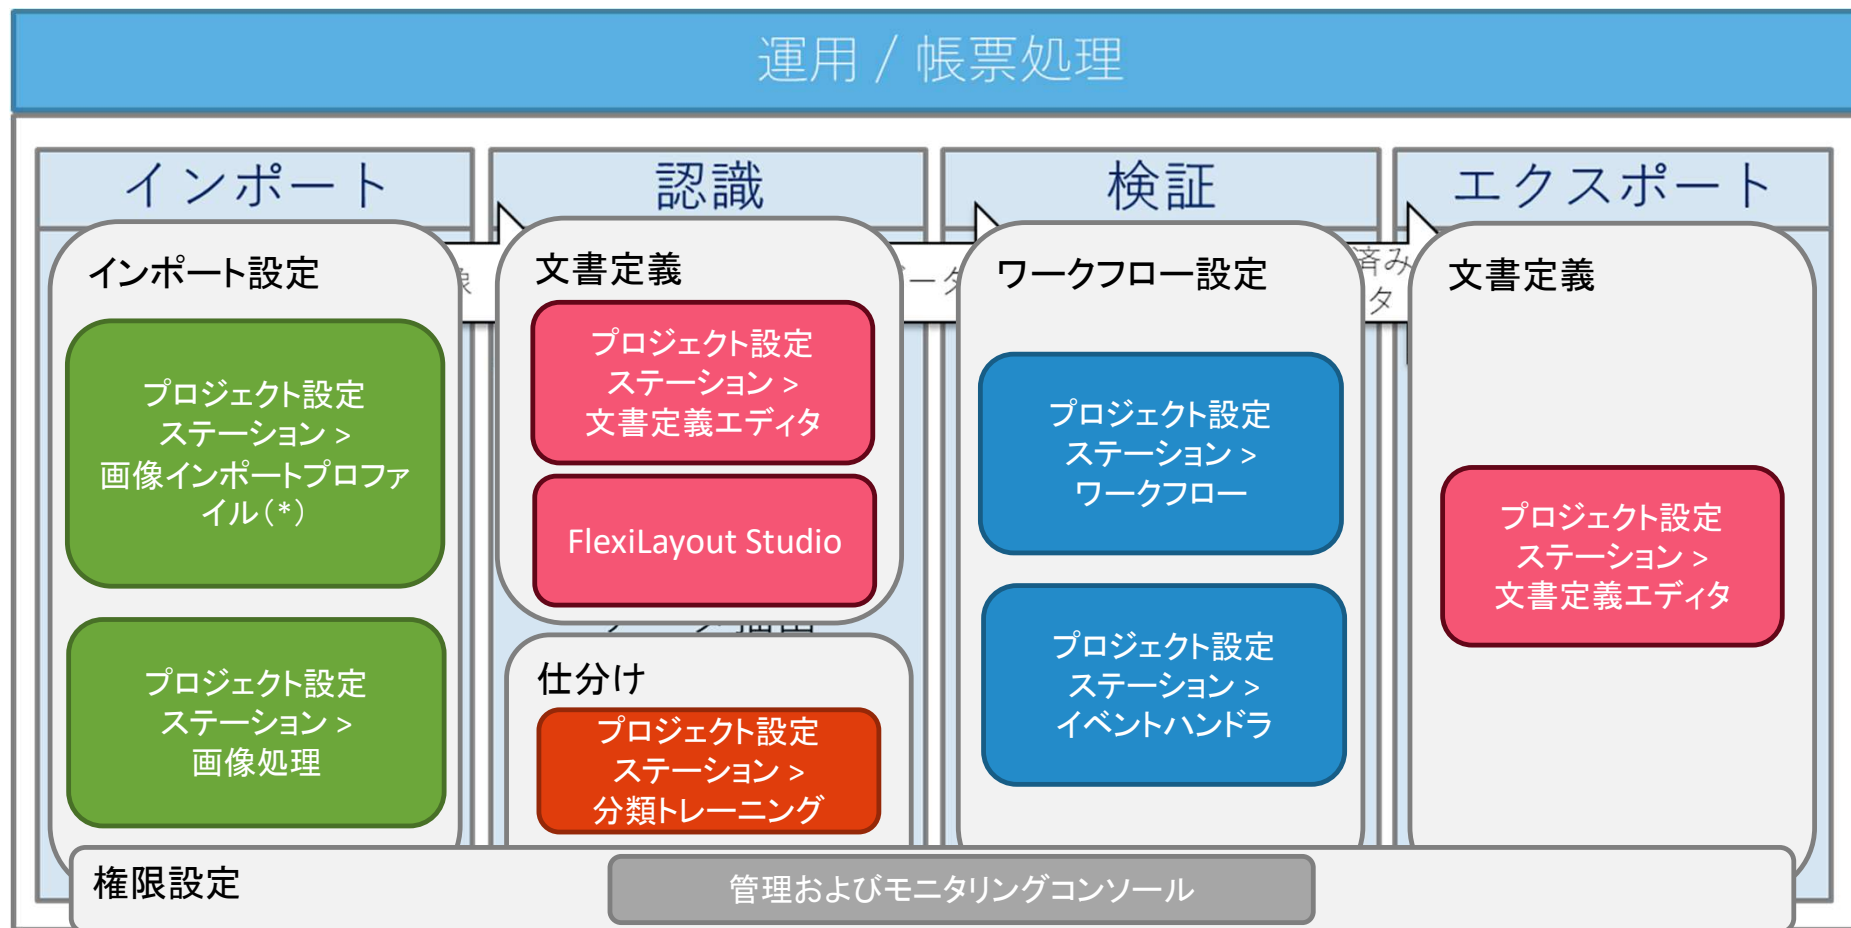 運用 / 帳票処理
インポート
認識
検証
エクスポート
インポート設定
プロジェクト設定
ステーション >
画像インポートプロファ
イル(*)
プロジェクト設定
ステーション >
画像処理
文書定義
プロジェクト設定
ステーション >
文書定義エディタ
FlexiLayout Studio
仕分け
プロジェクト設定
ステーション >
分類トレーニング
ワークフロー設定
プロジェクト設定
ステーション >
ワークフロー
プロジェクト設定
ステーション >
イベントハンドラ
済み
タ
文書定義
プロジェクト設定
ステーション >
文書定義エディタ
権限設定
管理およびモニタリングコンソール